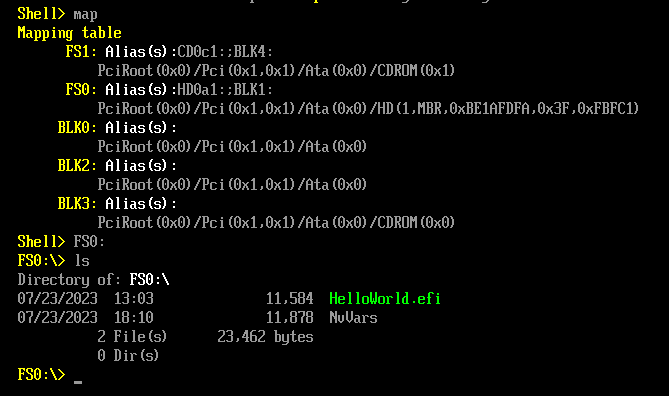 Shell> map
Mapping table
FS1: Alias(s):CD0c1:;BLK4:
PciRoot(0x0)/Pci(0x1,0x1)/Ata(0x0)/CDROM(0x1)
FS0: Alias(s):HD0a1:;BLK1:
PciRoot(0x0)/Pci(0x1,0x1)/Ata(0x0)/HD(1,MBR,0xBE1AFDFA,0x3F,0xFBFC1)
BLK0: Alias(s):
PciRoot(0x0)/Pci(0x1,0x1)/Ata(0x0)
BLK2: Alias(s):
PciRoot(0x0)/Pci(0x1,0x1)/Ata(0x0)
BLK3: Alias(s):
PciRoot(0x0)/Pci(0x1,0x1)/Ata(0x0)/CDROM(0x0)
Shell> FS0:
FS0:\> ls
Directory of: FS0:\
07/23/2023 13:03 11,584 HelloWorld.efi
07/23/2023 18:10 11,878 NvVars
2 File(s) 23,462 bytes
0 Dir(s)
FS0:\> _